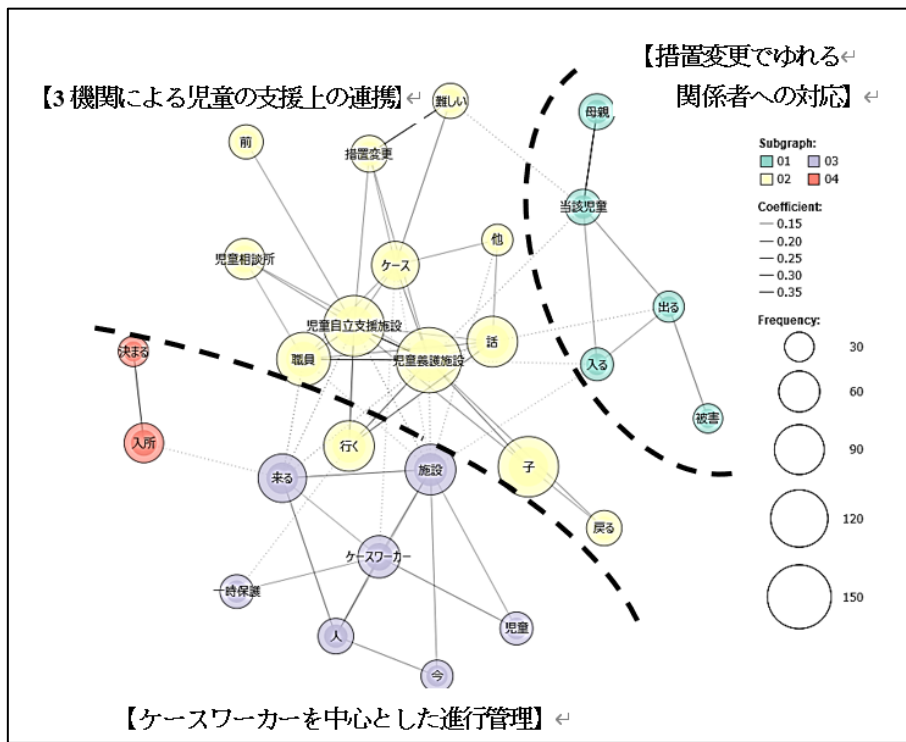 【3機関による児童の支援上の連携】
【措置変更でゆれる↵
関係者への対応】↵
難しい
母親
前
措置変更
当該児童
他
児童相談所
ケース
出る
児童自立支援施設
話
決まる
職員
児童養護施設
入る
被害
入所
行く
子
来る
施設
戻る
ケースワーカー
一時保護
児童
人
今
【ケースワーカーを中心とした進行管理】↵
Subgraph:
01 03
02 04
Coefficient:
0.15
0.20
0.25
0.30
0.35
Frequency:
30
60
90
120
150